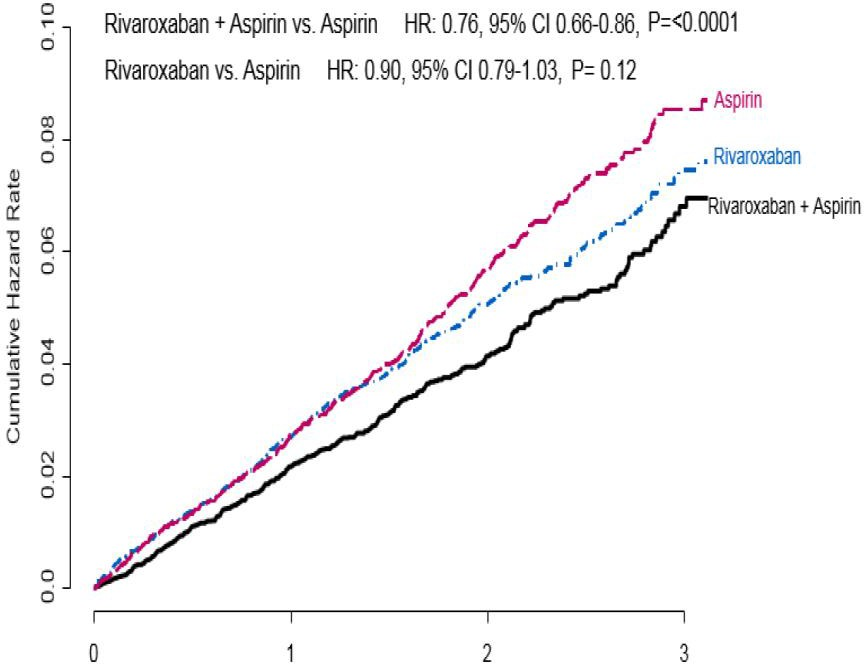 Rivaroxaban + Aspirin vs. Aspirin HR: 0.76, 95% CI 0.66-0.86, P=<0.0001
Rivaroxaban vs. Aspirin HR: 0.90, 95% CI 0.79-1.03, P= 0.12
Cumulative Hazard Rate
0.10
0.08
0.06
0.04
0.02
0.0
Aspirin
Rivaroxaban
Rivaroxaban + Aspirin
0 1 2 3